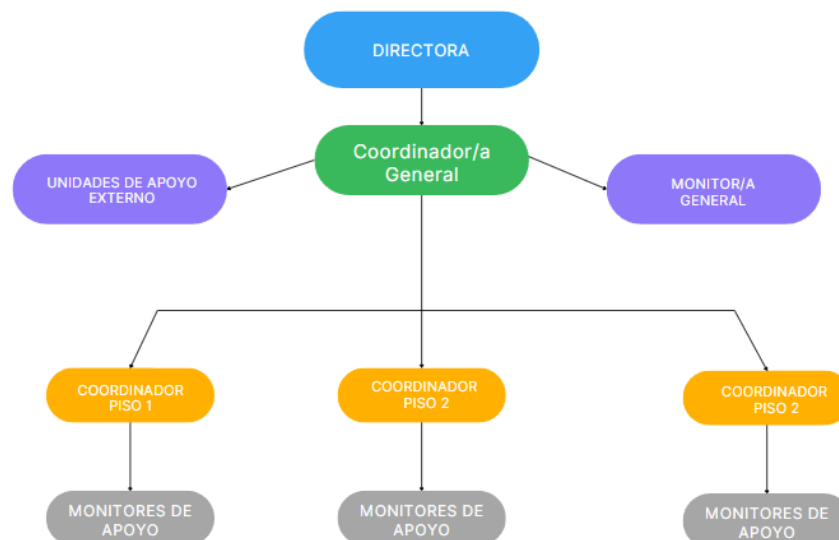 DIRECTORA
Coordinador/a
General
UNIDADES DE APOYO
EXTERNO
MONITOR/A
GENERAL
COORDINADOR
PISO 1
COORDINADOR
PISO 2
COORDINADOR
PISO 2
MONITORES DE
APOYO
MONITORES DE
APOYO
MONITORES DE
APOYO